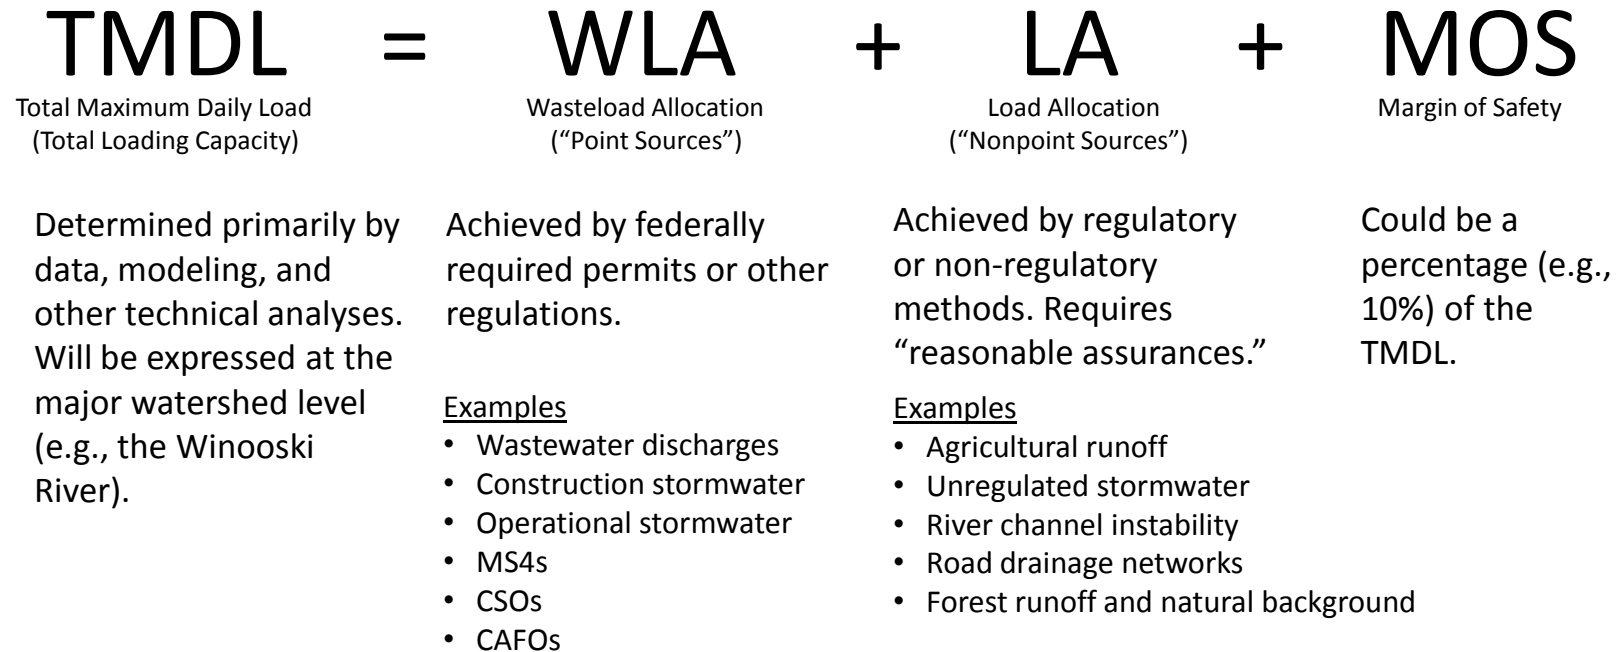 TMDL = WLA + LA + MOS
Total Maximum Daily Load
(Total Loading Capacity)
Wasteload Allocation
(“Point Sources”)
Load Allocation
(“Nonpoint Sources”)
Margin of Safety
Determined primarily by
data, modeling, and
other technical analyses.
Will be expressed at the
major watershed level
(e.g., the Winooski
River).
Achieved by federally
required permits or other
regulations.
Examples
• Wastewater discharges
• Construction stormwater
• Operational stormwater
• MS4s
• CSOs
• CAFOs
Achieved by regulatory
or non-regulatory
methods. Requires
“reasonable assurances.”
Examples
• Agricultural runoff
• Unregulated stormwater
• River channel instability
• Road drainage networks
• Forest runoff and natural background
Could be a
percentage (e.g.,
10%) of the
TMDL.